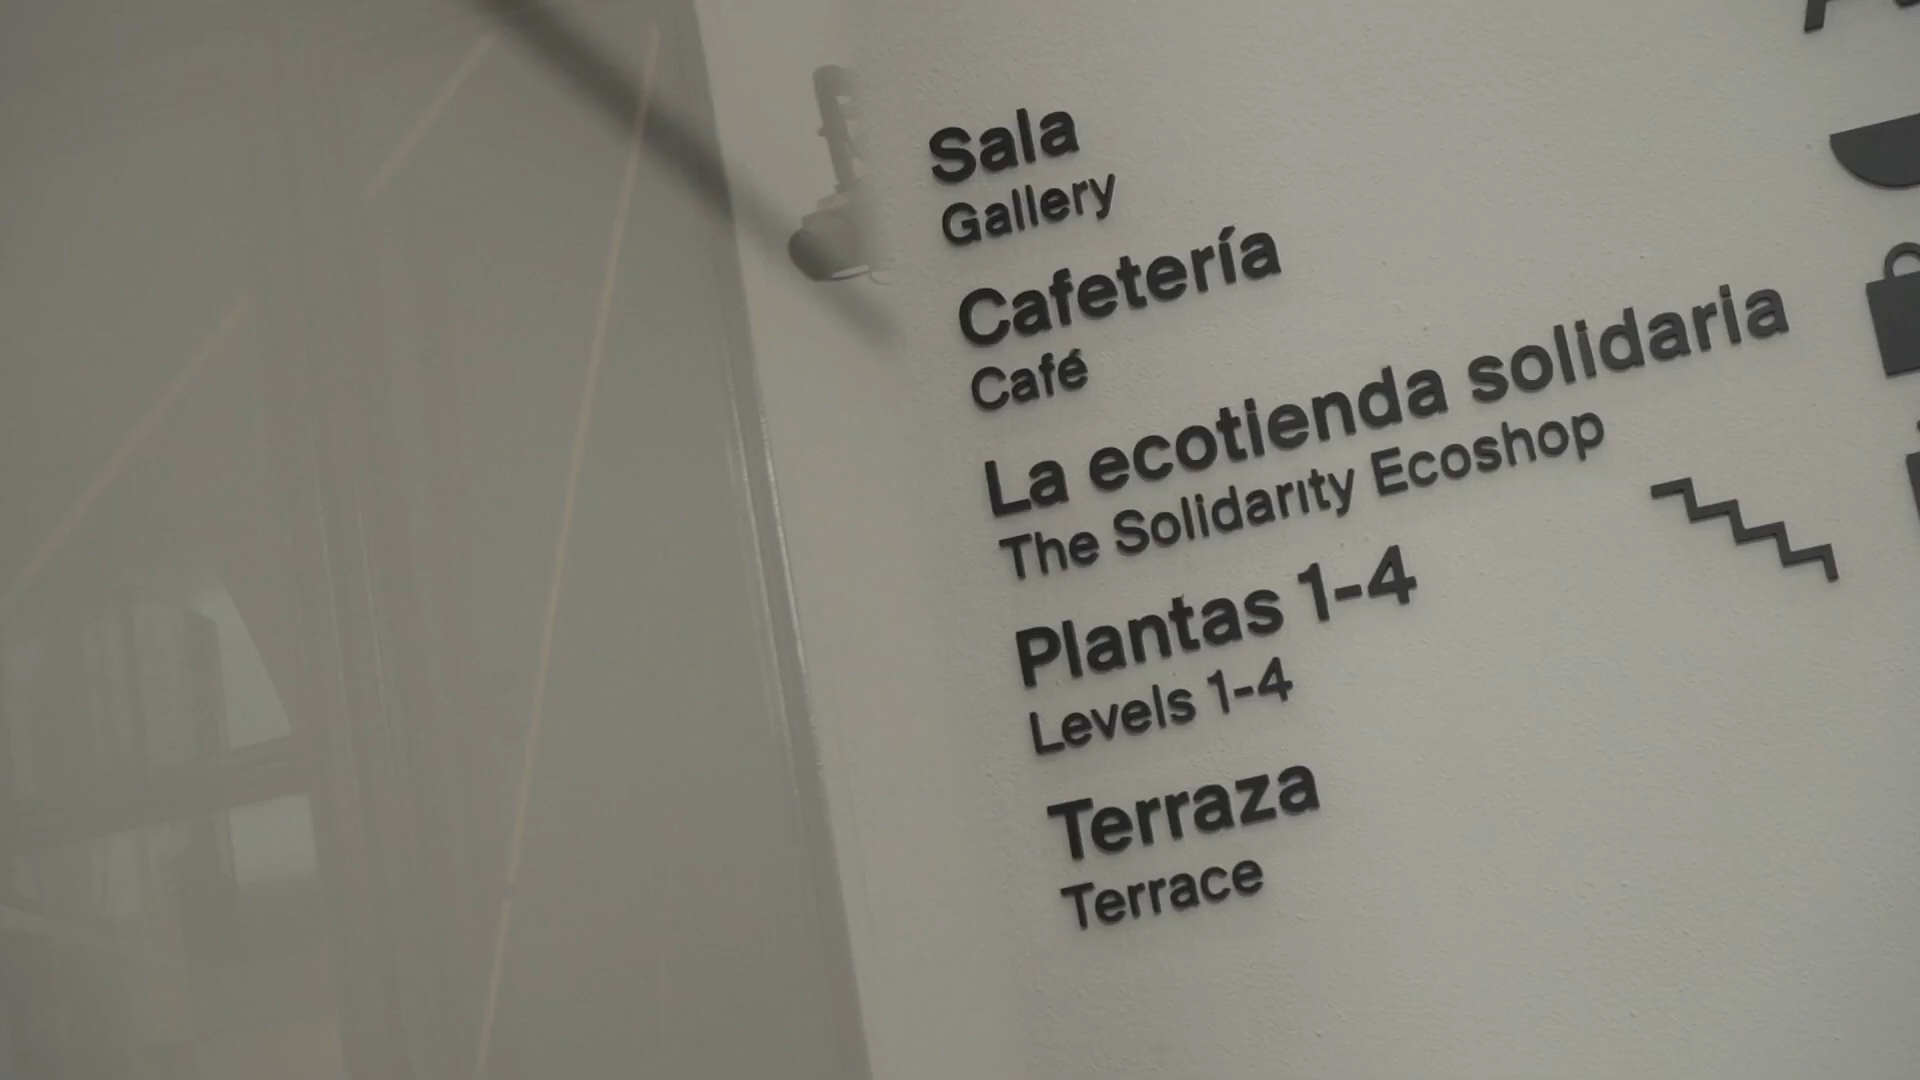 Sala
Gallery
Cafetería
Café
La ecotienda solidaria
The Solidarity Ecoshop
Plantas 1-4
Levels 1-4
Terraza
Terrace